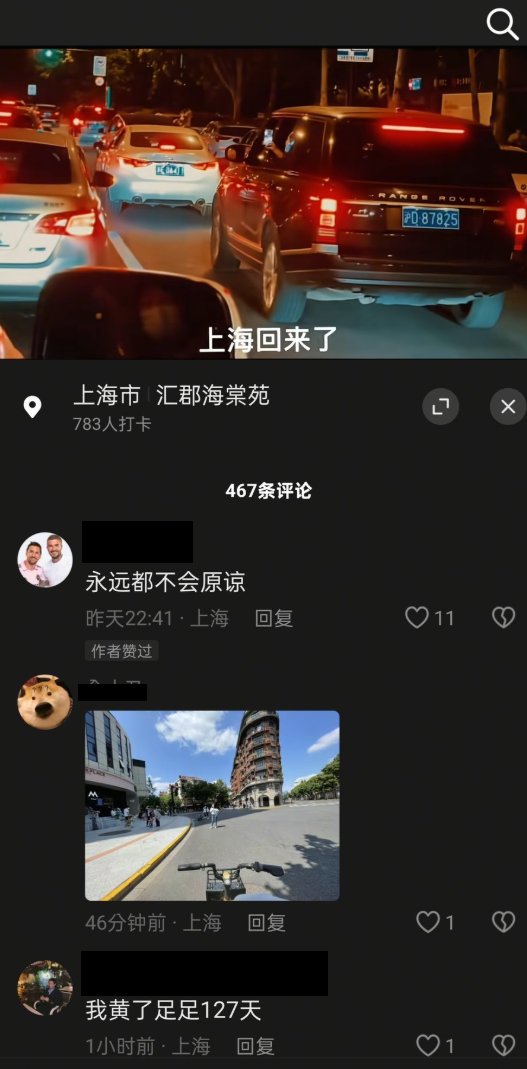 RANGE ROVER
沪D·87825
上海回来了
上海市 汇郡海棠苑
783人打卡
467条评论
永远都不会原谅
昨天22:41 · 上海 回复 11
作者赞过
46分钟前 · 上海 回复 1
我黄了足足127天
1小时前 · 上海 回复 1